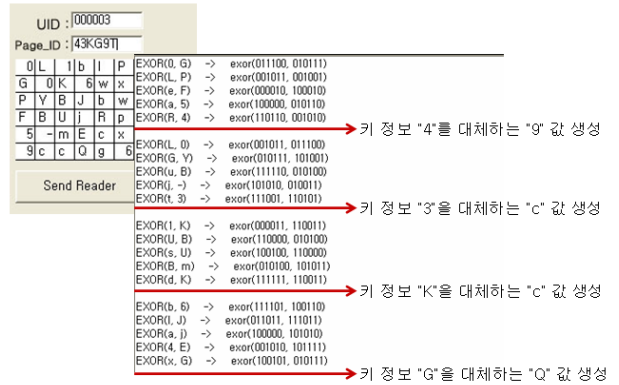 UID : 000003
Page_ID : 43KG9T
0 L 1 b I P
G 0 K 6 w x
P Y B J b w
F B U j R p
5 - m E c x
9 c c Q g 6
Send Reader
EXOR(0, G) -> exor(011100, 010111)
EXOR(L, P) -> exor(001011, 001001)
EXOR(e, F) -> exor(000010, 100010)
EXOR(a, 5) -> exor(100000, 010110)
EXOR(R, 4) -> exor(110110, 001010)
키 정보 "4"를 대체하는 "9" 값 생성
EXOR(L, 0) -> exor(001011, 011100)
EXOR(G, Y) -> exor(010111, 101001)
EXOR(u, B) -> exor(111110, 010100)
EXOR(j, -) -> exor(101010, 010011)
EXOR(t, 3) -> exor(111001, 110101)
키 정보 "3"을 대체하는 "c" 값 생성
EXOR(1, K) -> exor(000011, 110011)
EXOR(U, B) -> exor(110000, 010100)
EXOR(s, U) -> exor(100100, 110000)
EXOR(B, m) -> exor(010100, 101011)
EXOR(d, K) -> exor(111111, 110011)
키 정보 "K"을 대체하는 "c" 값 생성
EXOR(b, 6) -> exor(111101, 100110)
EXOR(I, J) -> exor(011011, 111011)
EXOR(a, j) -> exor(100000, 101010)
EXOR(4, E) -> exor(001010, 101111)
EXOR(x, G) -> exor(100101, 010111)
키 정보 "G"을 대체하는 "Q" 값 생성